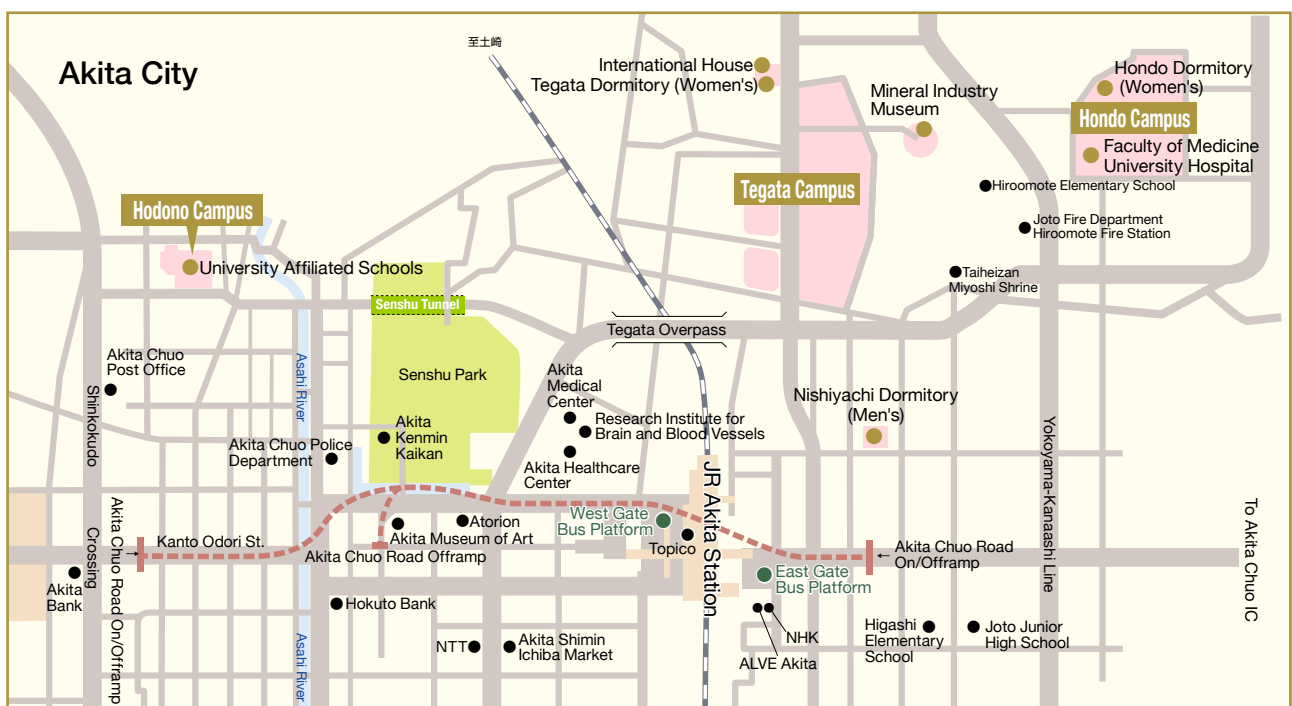 至土崎
Akita City
International House
Tegata Dormitory (Women's)
Mineral Industry
Museum
Hondo Dormitory
(Women's)
Hondo Campus
Faculty of Medicine
University Hospital
Tegata Campus
Hiroomote Elementary School
Joto Fire Department
Hiroomote Fire Station
Hodono Campus
University Affiliated Schools
Taiheizan
Miyoshi Shrine
Senshu Tunnel
Tegata Overpass
Akita Chuo
Post Office
Senshu Park
Asahi River
Shinkokudo
Akita
Medical
Center
Research Institute for
Brain and Blood Vessels
Akita Healthcare
Center
Nishiyachi Dormitory
(Men's)
Akita
Kenmin
Kaikan
Akita Chuo Police
Department
Yokoyama-Kanaashi Line
JR Akita Station
West Gate
Bus Platform
Topico
Atorion
Akita Museum of Art
Akita Chuo Road Offramp
Kanto Odori St.
Crossing
Akita Chuo Road On/Offramp
Akita Chuo Road
On/Offramp
To Akita Chuo IC
East Gate
Bus Platform
Akita
Bank
Hokuto Bank
NTT
Akita Shimin
Ichiba Market
NHK
ALVE Akita
Higashi
Elementary
School
Joto Junior
High School
Asahi River